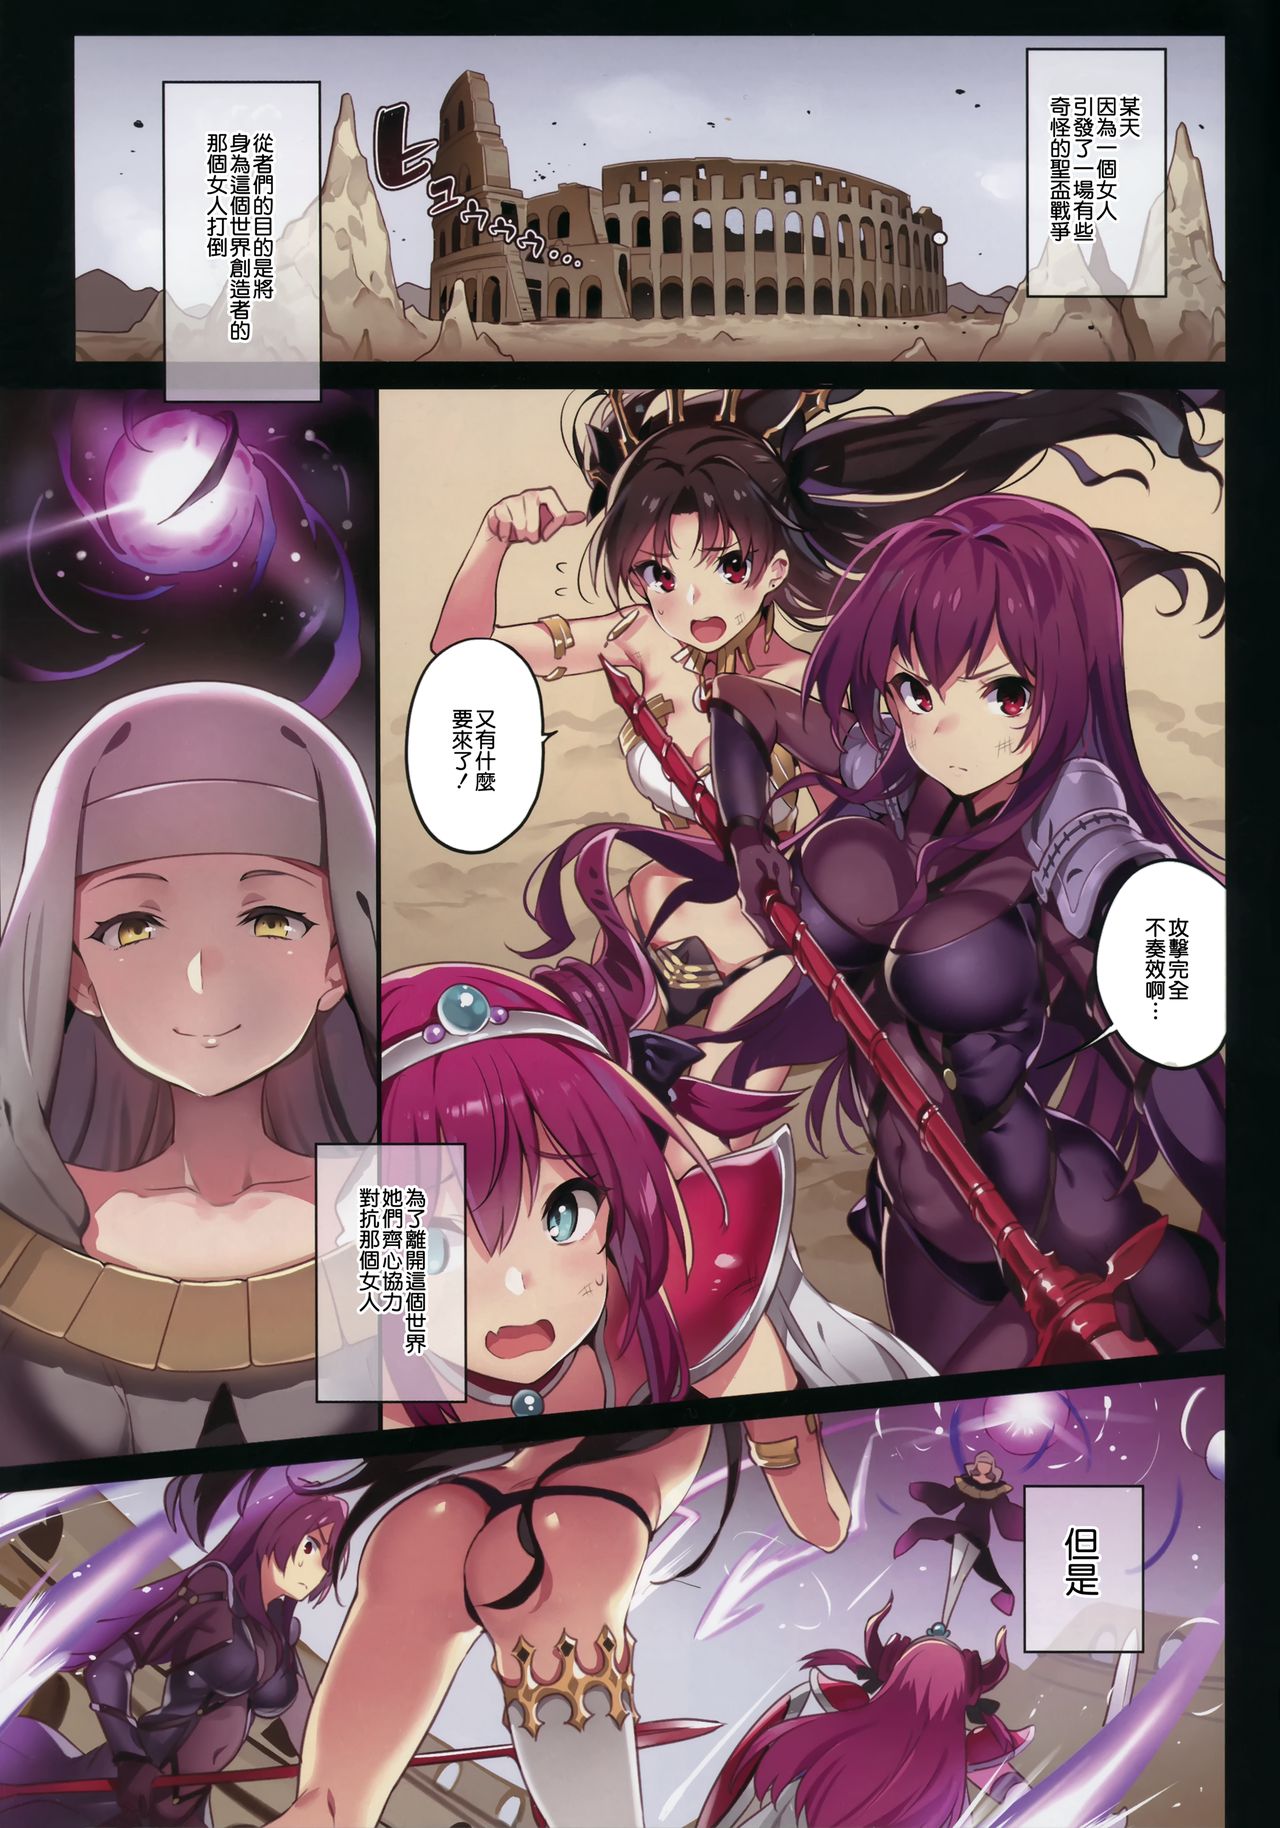 某天
因為一個女人
引發了一場有些
奇怪的聖盃戰爭
ヒュゥゥゥ...
從者們的目的是將
身為這個世界創造者的
那個女人打倒
攻擊完全
不奏效啊…
又有什麼
要來了！
為了離開這個世界
她們齊心協力
對抗那個女人
但是